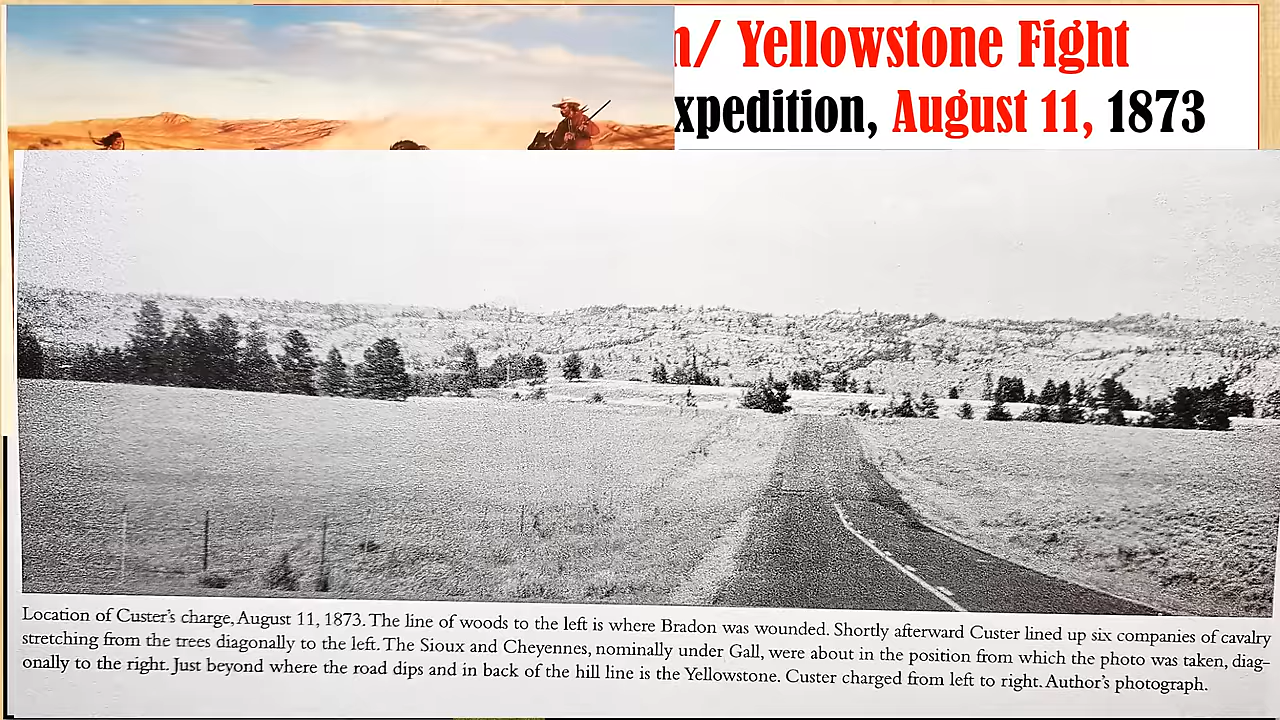 n/ Yellowstone Fight
xpedition, August 11, 1873
Location of Custer's charge, August 11, 1873. The line of woods to the left is where Bradon was wounded. Shortly afterward Custer lined up six companies of cavalry
stretching from the trees diagonally to the left. The Sioux and Cheyennes, nominally under Gall, were about in the position from which the photo was taken, diag-
onally to the right. Just beyond where the road dips and in back of the hill line is the Yellowstone. Custer charged from left to right. Author's photograph.